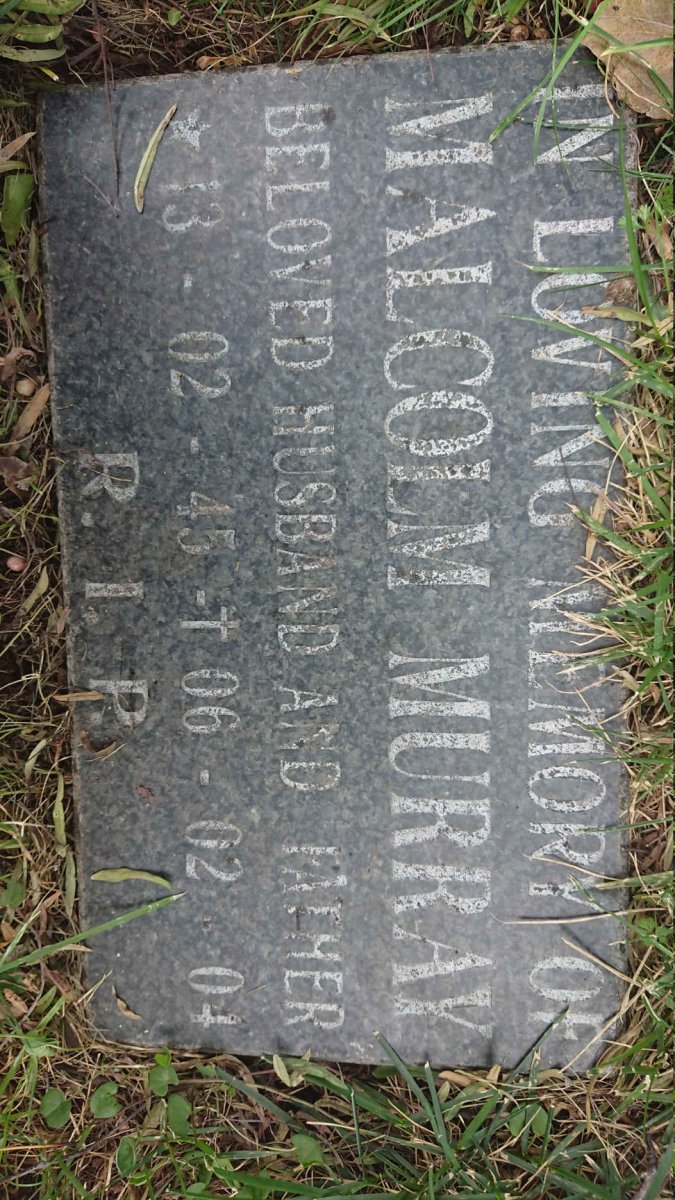 IN LOVING MEMORY OF
MALCOLM MURRAY
BELOVED HUSBAND AND FATHER
★ 13 - 02 - 45 - † 06 - 02 - 04
R. I. P.